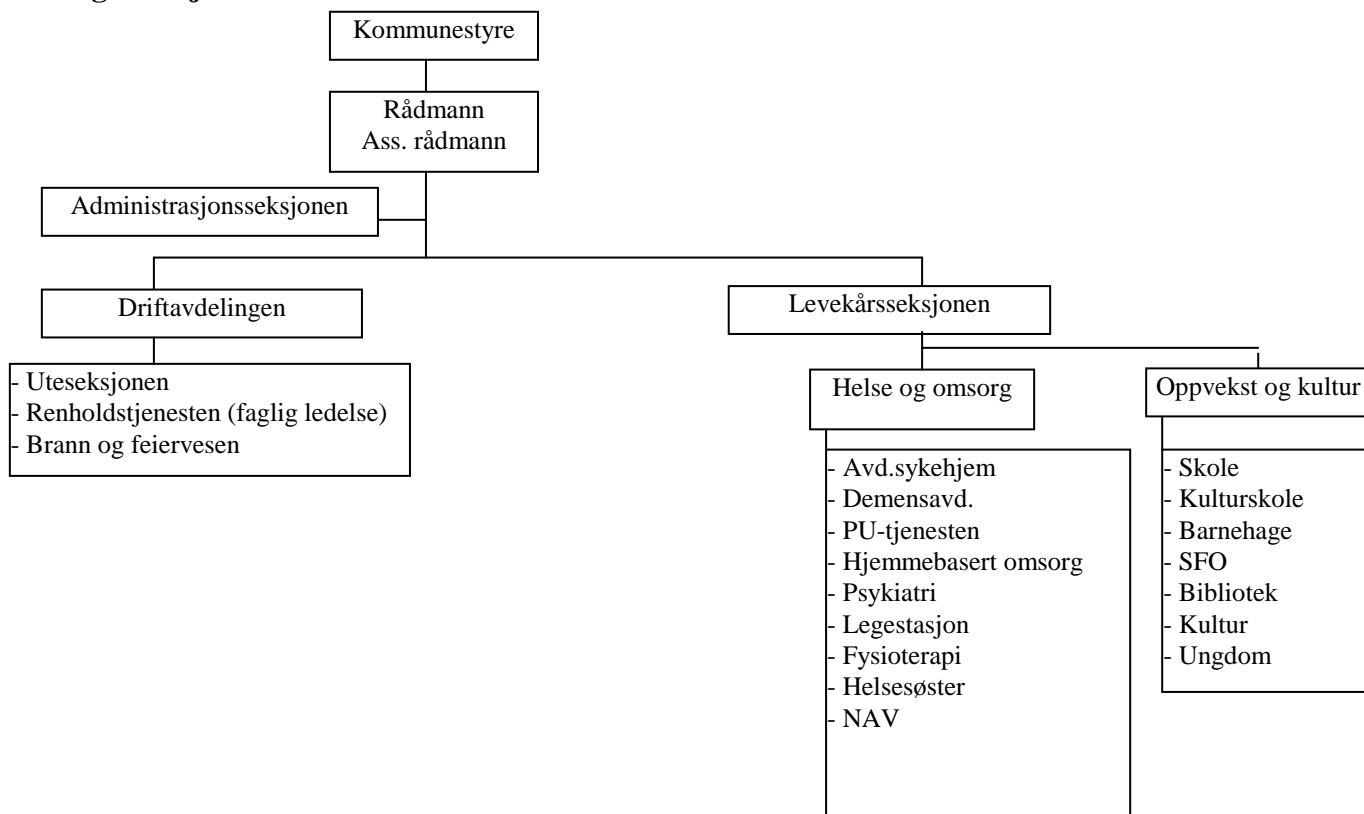 Kommunestyre
Rådmann
Ass. rådmann
Administrasjonsseksjonen
Driftavdelingen
Levekårsseksjonen
- Uteseksjonen
- Renholdstjenesten (faglig ledelse)
- Brann og feiervesen
Helse og omsorg
Oppvekst og kultur
- Avd.sykehjem
- Demensavd.
- PU-tjenesten
- Hjemmebasert omsorg
- Psykiatri
- Legestasjon
- Fysioterapi
- Helsesøster
- NAV
- Skole
- Kulturskole
- Barnehage
- SFO
- Bibliotek
- Kultur
- Ungdom